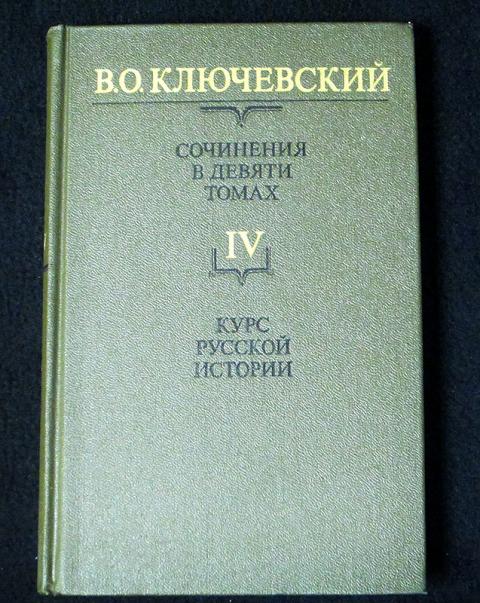 В.О.КЛЮЧЕВСКИЙ
СОЧИНЕНИЯ
В ДЕВЯТИ
ТОМАХ
IV
КУРС
РУССКОЙ
ИСТОРИИ